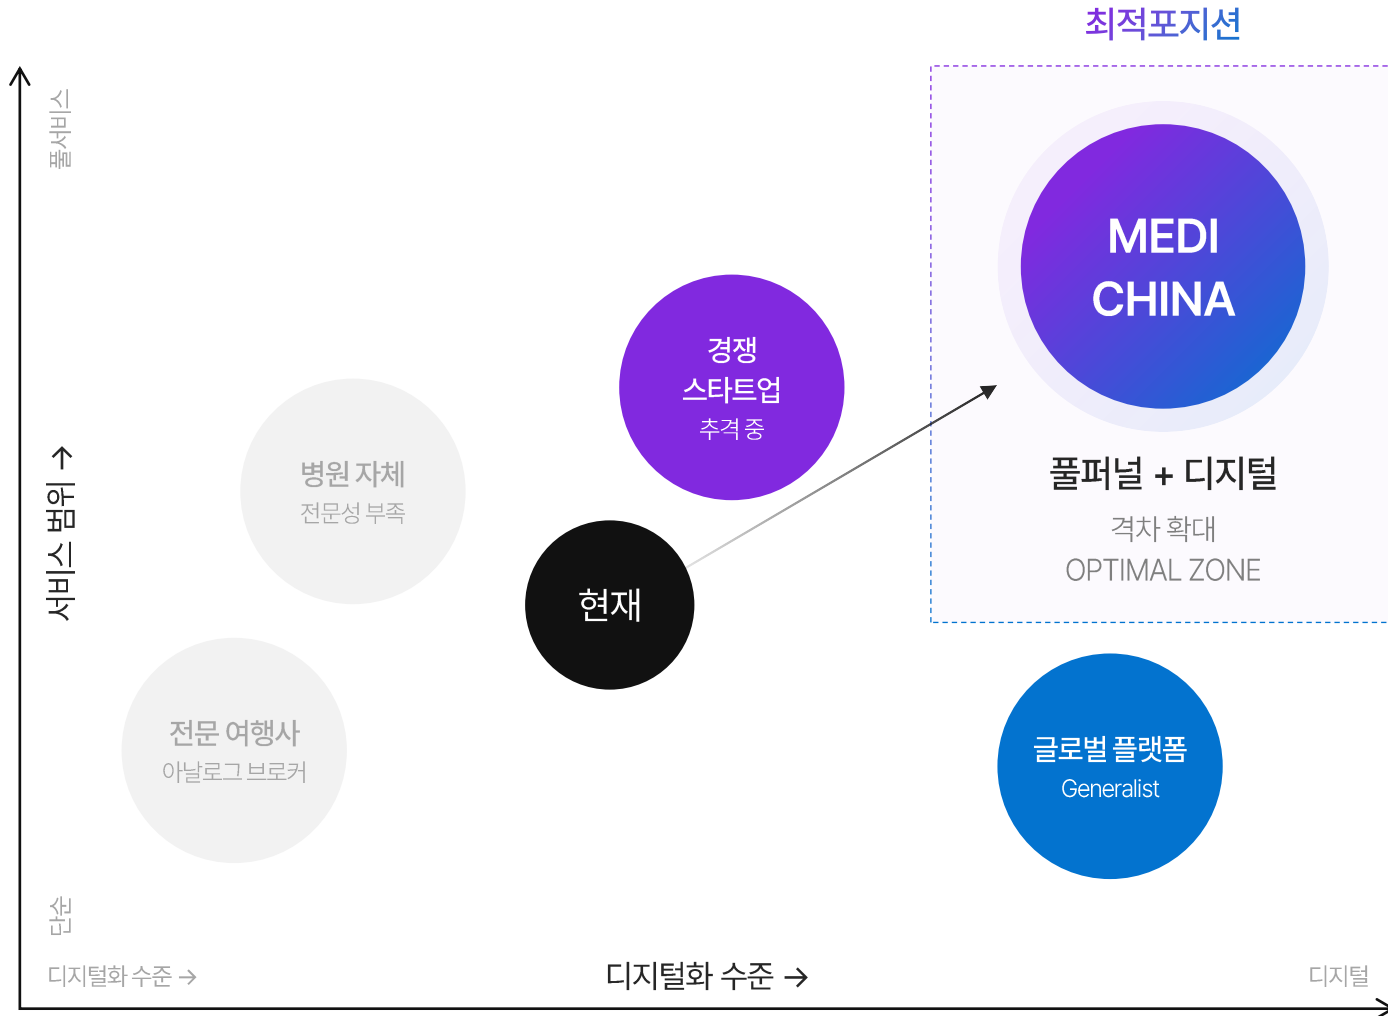 최적포지션
풀서비스
MEDI
CHINA
경쟁
스타트업
추격 중
병원 자체
전문성 부족
서비스 범위 →
풀퍼널 + 디지털
격차 확대
OPTIMAL ZONE
현재
전문 여행사
아날로그 브로커
글로벌 플랫폼
Generalist
단순
디지털화 수준 →
디지털화 수준 →
디지털